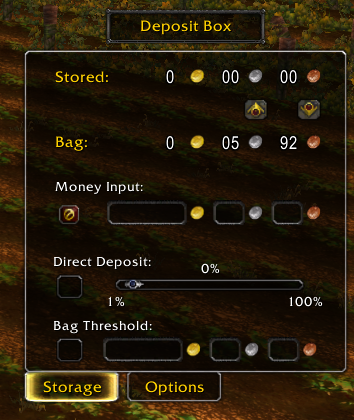 Deposit Box
Stored: 0 00 00
Bag: 0 05 92
Money Input:
Direct Deposit:
0%
1% 100%
Bag Threshold:
Storage Options